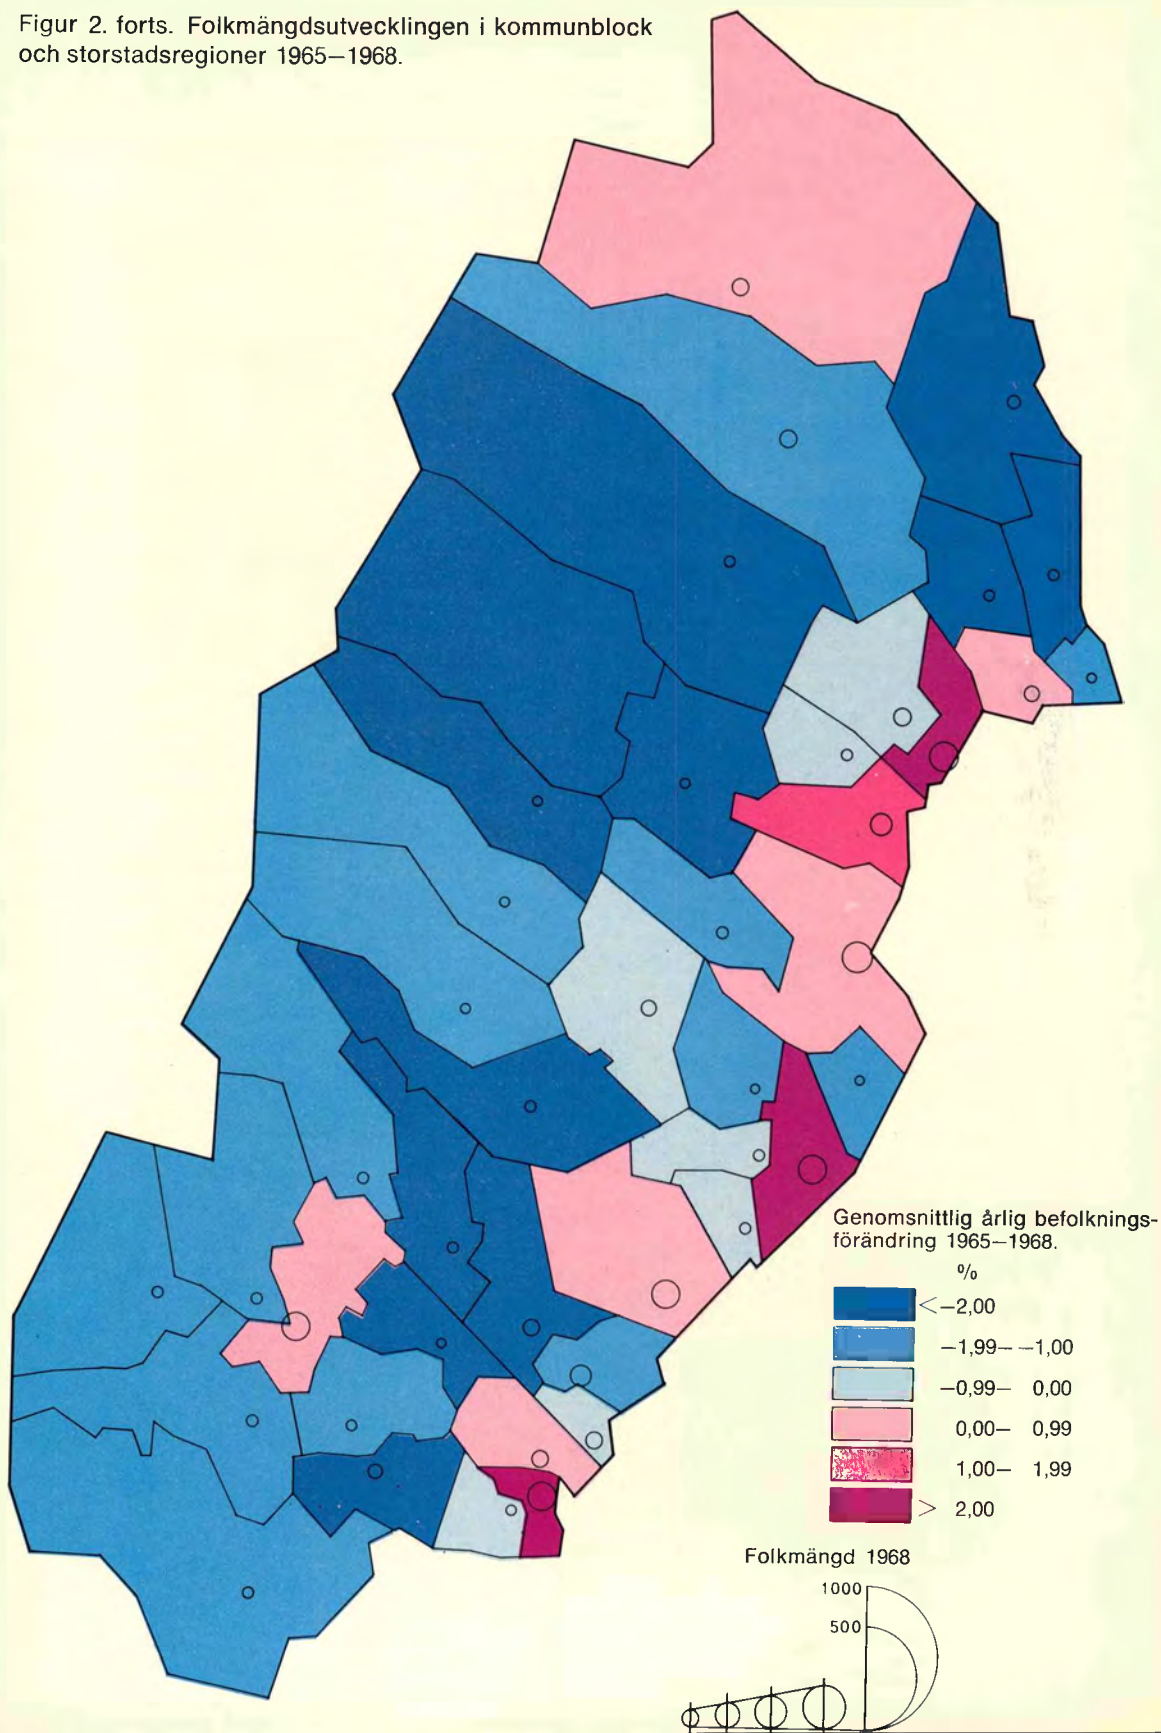 Figur 2. forts. Folkmängdsutvecklingen i kommunblock
och storstadsregioner 1965–1968.
Genomsnittlig årlig befolknings-
förändring 1965–1968.
%
< –2,00
–1,99– –1,00
–0,99– 0,00
0,00– 0,99
1,00– 1,99
> 2,00
Folkmängd 1968
1000
500